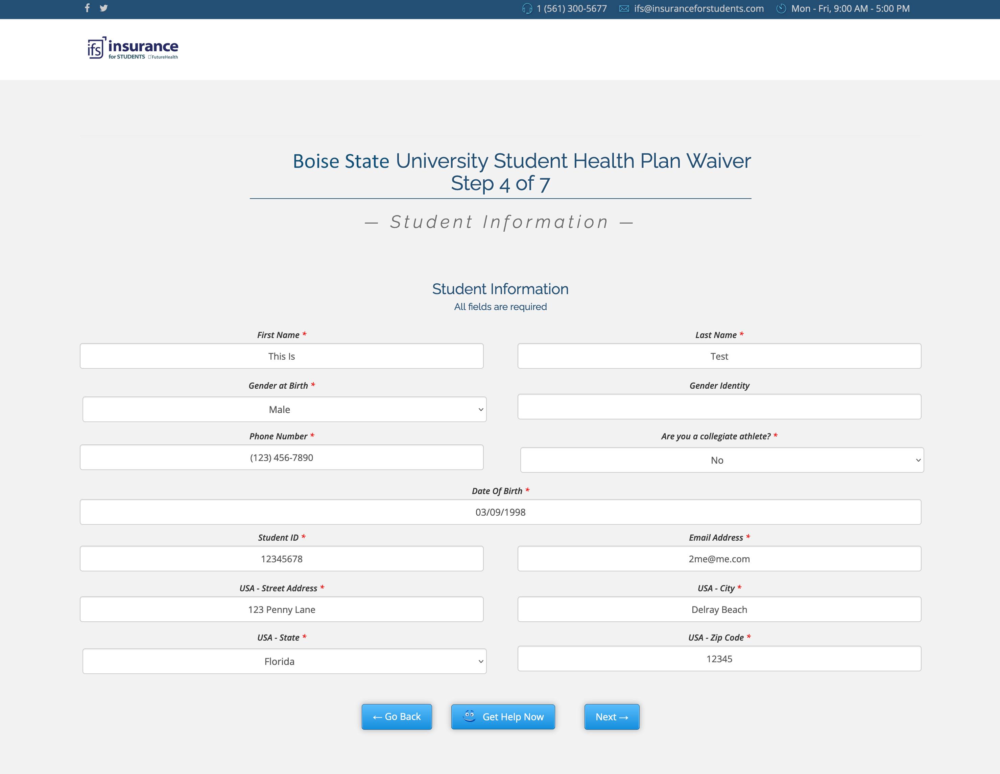 1 (561) 300-5677 ifs@insuranceforstudents.com Mon - Fri, 9:00 AM - 5:00 PM
ifs insurance
for STUDENTS FutureHealth
Boise State University Student Health Plan Waiver
Step 4 of 7
— Student Information —
Student Information
All fields are required
First Name * Last Name *
This Is Test
Gender at Birth * Gender Identity
Male
Phone Number * Are you a collegiate athlete? *
(123) 456-7890 No
Date Of Birth *
03/09/1998
Student ID * Email Address *
12345678 2me@me.com
USA - Street Address * USA - City *
123 Penny Lane Delray Beach
USA - State * USA - Zip Code *
Florida 12345
← Go Back Get Help Now Next →